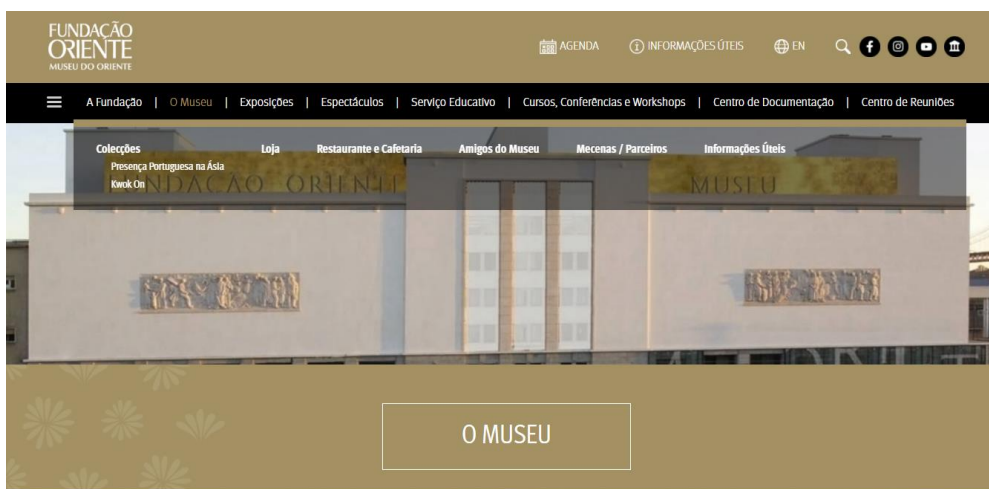 FUNDAÇÃO
ORIENTE
MUSEU DO ORIENTE
AGENDA INFORMAÇÕES ÚTEIS EN
A Fundação | O Museu | Exposições | Espectáculos | Serviço Educativo | Cursos, Conferências e Workshops | Centro de Documentação | Centro de Reuniões
Colecções Loja Restaurante e Cafetaria Amigos do Museu Mecenas / Parceiros Informações Úteis
Presença Portuguesa na Ásia
Kwok On
FUNDAÇÃO ORIENTE MUSEU
O MUSEU